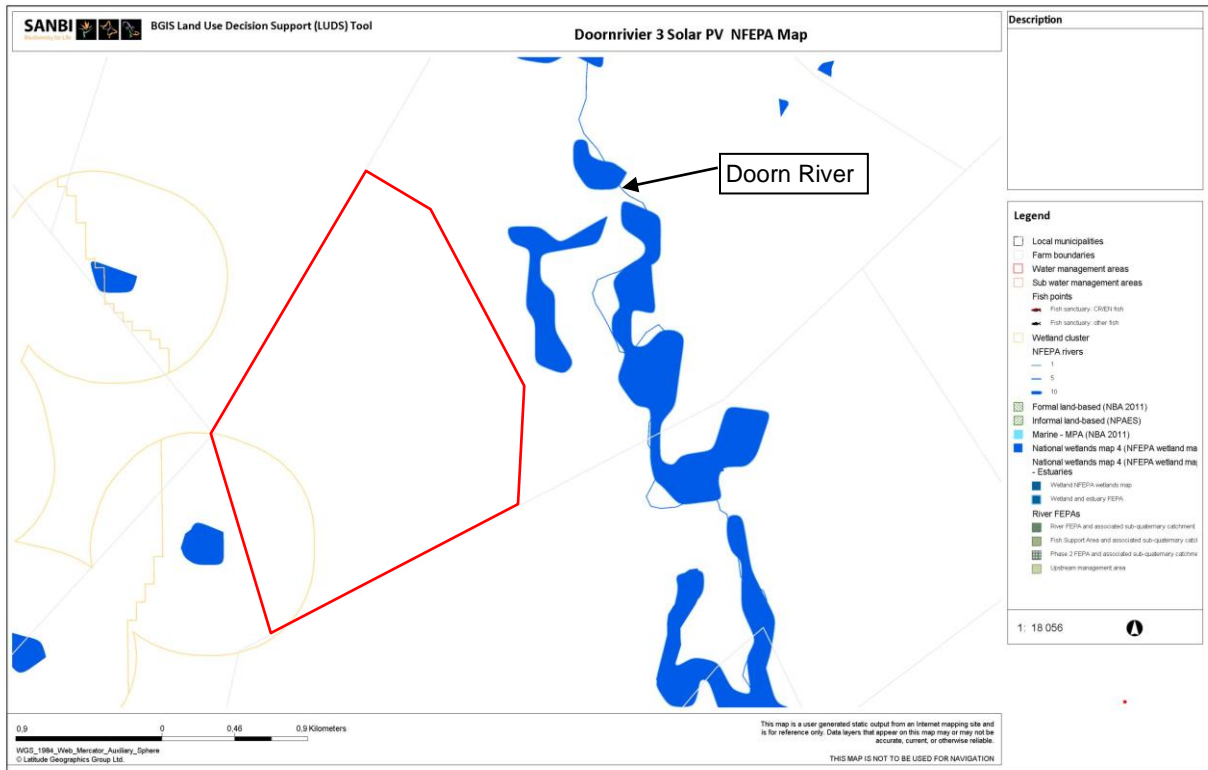 SANBI
Biodiversity for Life
BGIS Land Use Decision Support (LUDS) Tool
Doornrivier 3 Solar PV NFEPA Map
Doorn River
Description
Legend
Local municipalities
Farm boundaries
Water management areas
Sub water management areas
Fish points
Fish sanctuary: CR/EN fish
Fish sanctuary: other fish
Wetland cluster
NFEPA rivers
1
5
10
Formal land-based (NBA 2011)
Informal land-based (NPAES)
Marine - MPA (NBA 2011)
National wetlands map 4 (NFEPA wetland ma
National wetlands map 4 (NFEPA wetland map
- Estuaries
Wetland NFEPA wetlands map
Wetland and estuary FEPA
River FEPAs
River FEPA and associated sub-quaternary catchment
Fish Support Area and associated sub-quaternary catc
Phase 2 FEPA and associated sub-quaternary catchme
Upstream management area
1: 18 056
0,9 0 0,46 0,9 Kilometers
WGS_1984_Web_Mercator_Auxiliary_Sphere
© Latitude Geographics Group Ltd.
This map is a user generated static output from an Internet mapping site and
is for reference only. Data layers that appear on this map may or may not be
accurate, current, or otherwise reliable.
THIS MAP IS NOT TO BE USED FOR NAVIGATION